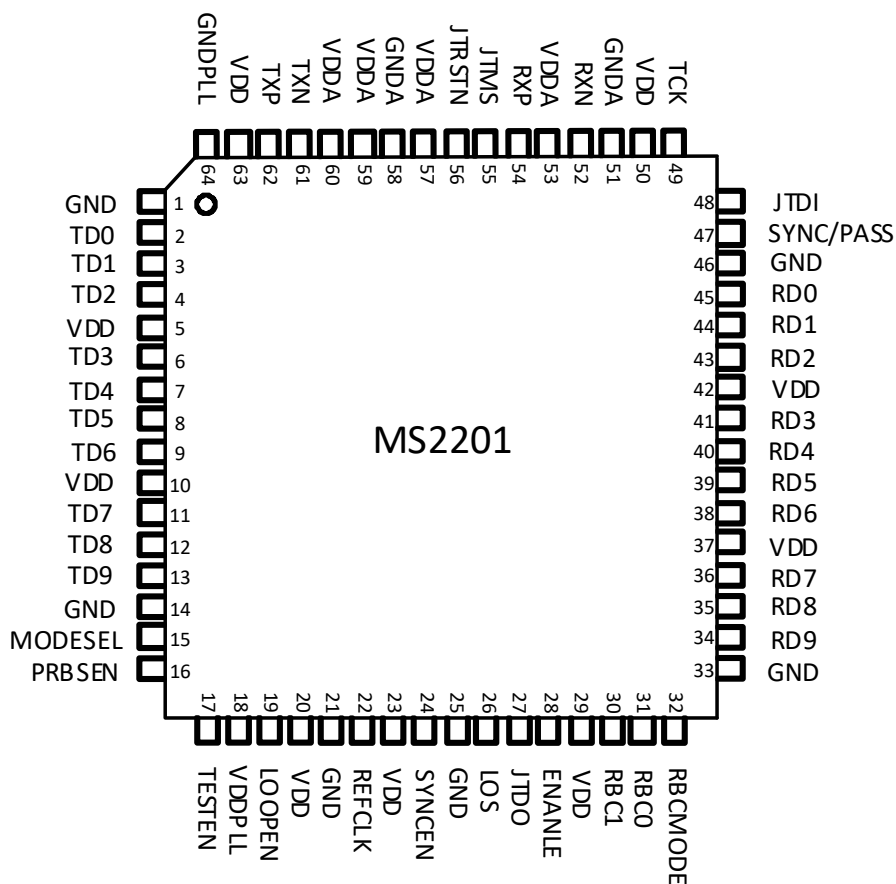 GNDPLL VDD TXP TXN VDDA VDDA GNDA VDDA JTRSTN JTMS RXP VDDA RXN GNDA VDD TCK
64 63 62 61 60 59 58 57 56 55 54 53 52 51 50 49
GND 1 48 JTDI
TD0 2 47 SYNC/PASS
TD1 3 46 GND
TD2 4 45 RD0
VDD 5 44 RD1
TD3 6 43 RD2
TD4 7 42 VDD
TD5 8 41 RD3
MS2201
TD6 9 40 RD4
VDD 10 39 RD5
TD7 11 38 RD6
TD8 12 37 VDD
TD9 13 36 RD7
GND 14 35 RD8
MODESEL 15 34 RD9
PRBSEN 16 33 GND
17 18 19 20 21 22 23 24 25 26 27 28 29 30 31 32
TESTEN VDDPLL LOOPEN VDD GND REFCLK VDD SYNCEN GND LOS JTDO ENANLE VDD RBC1 RBC0 RBCMODE